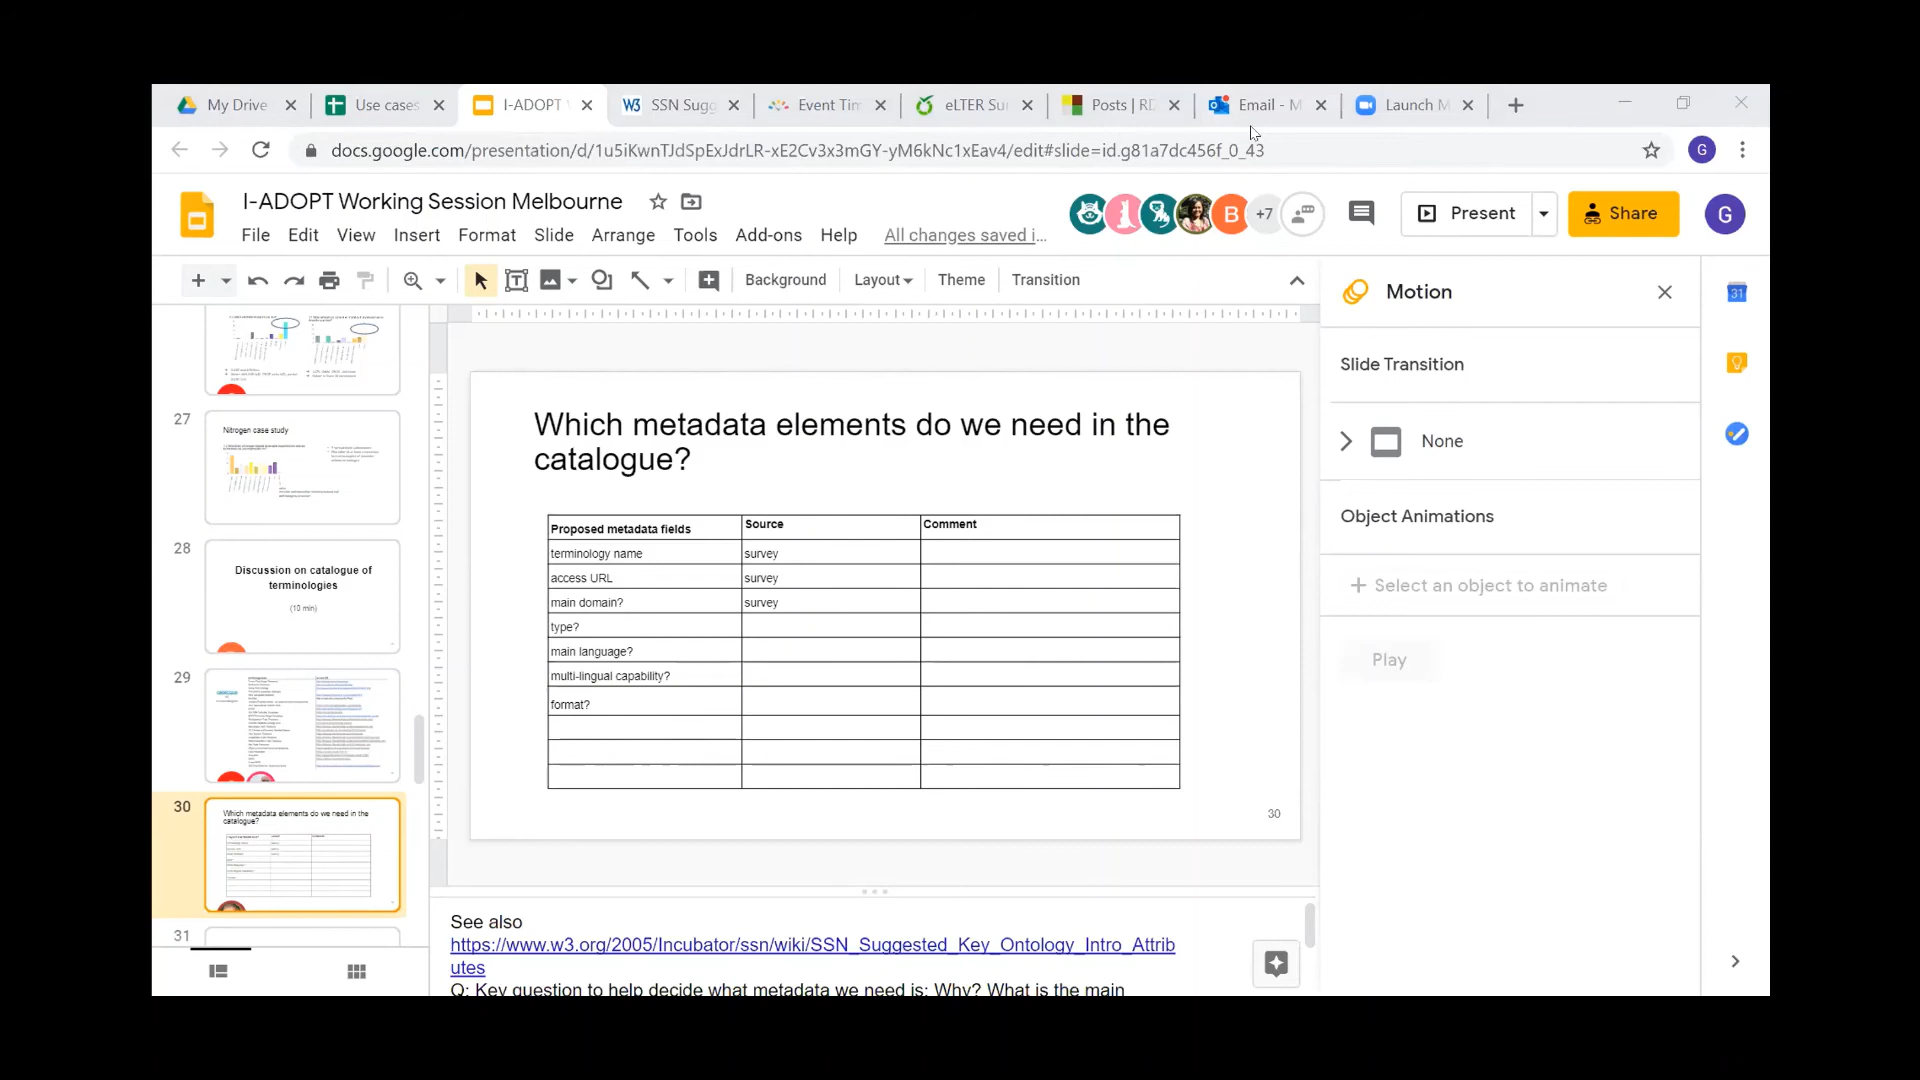 My Drive
Use cases
I-ADOPT
SSN Sugg
Event Tim
eLTER Su
Posts | RD
Email - M
Launch M
docs.google.com/presentation/d/1u5iKwnTJdSpExJdrLR-xE2Cv3x3mGY-yM6kNc1xEav4/edit#slide=id.g81a7dc456f_0_43
G
I-ADOPT Working Session Melbourne
B
+7
Present
Share
G
File Edit View Insert Format Slide Arrange Tools Add-ons Help All changes saved i...
Background Layout Theme Transition
Motion
31
Slide Transition
None
Object Animations
+ Select an object to animate
Play
27
Nitrogen case study
28
Discussion on catalogue of
terminologies
(10 min)
29
30
Which metadata elements do we need in the
catalogue?
31
Which metadata elements do we need in the
catalogue?
Proposed metadata fields Source Comment
terminology name survey
access URL survey
main domain? survey
type?
main language?
multi-lingual capability?
format?
30
See also
https://www.w3.org/2005/Incubator/ssn/wiki/SSN_Suggested_Key_Ontology_Intro_Attrib
utes
Q: Key question to help decide what metadata we need is: Why? What is the main